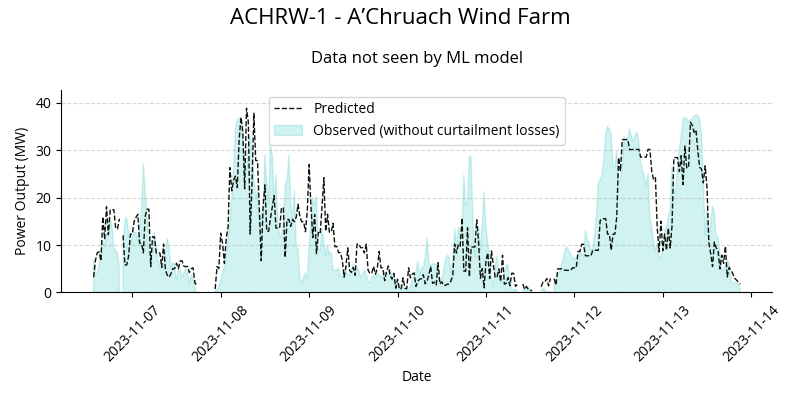 ACHRW-1 - A’Chruach Wind Farm
Data not seen by ML model
Predicted
Observed (without curtailment losses)
Power Output (MW)
40
30
20
10
0
2023-11-07
2023-11-08
2023-11-09
2023-11-10
2023-11-11
2023-11-12
2023-11-13
2023-11-14
Date